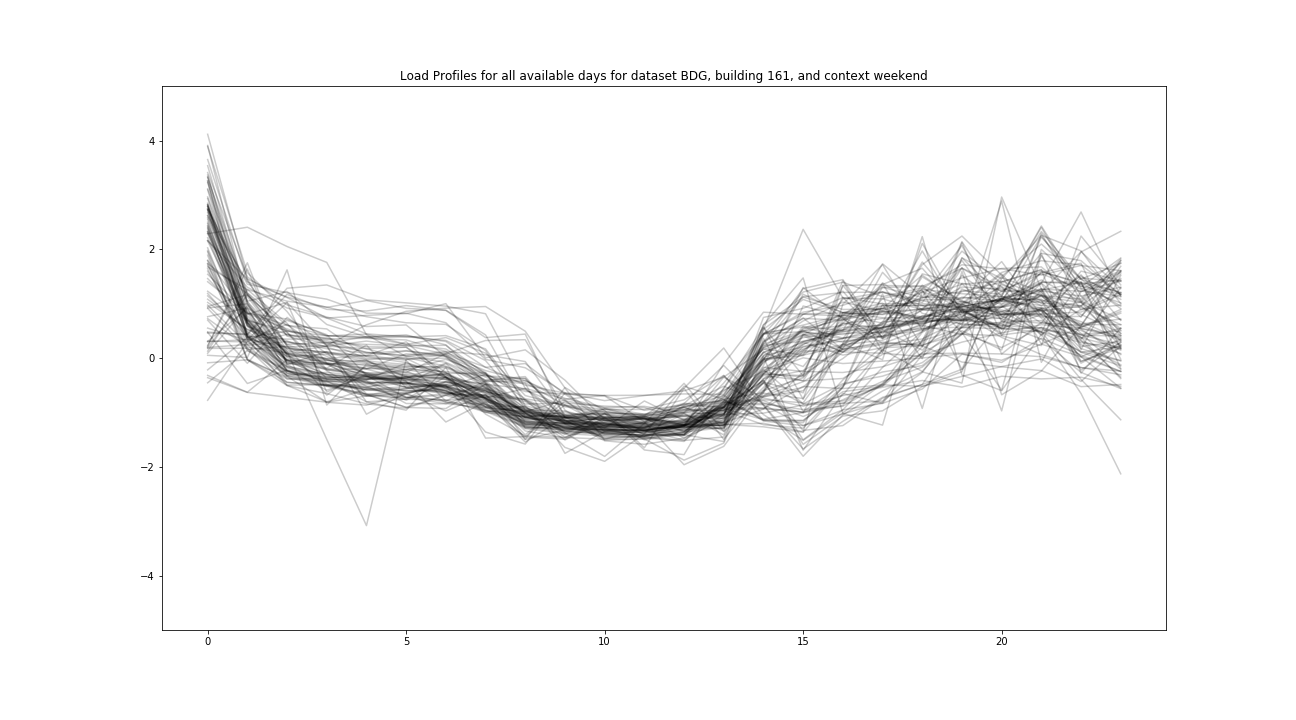 Load Profiles for all available days for dataset BDG, building 161, and context weekend
4
2
0
−2
−4
0 5 10 15 20